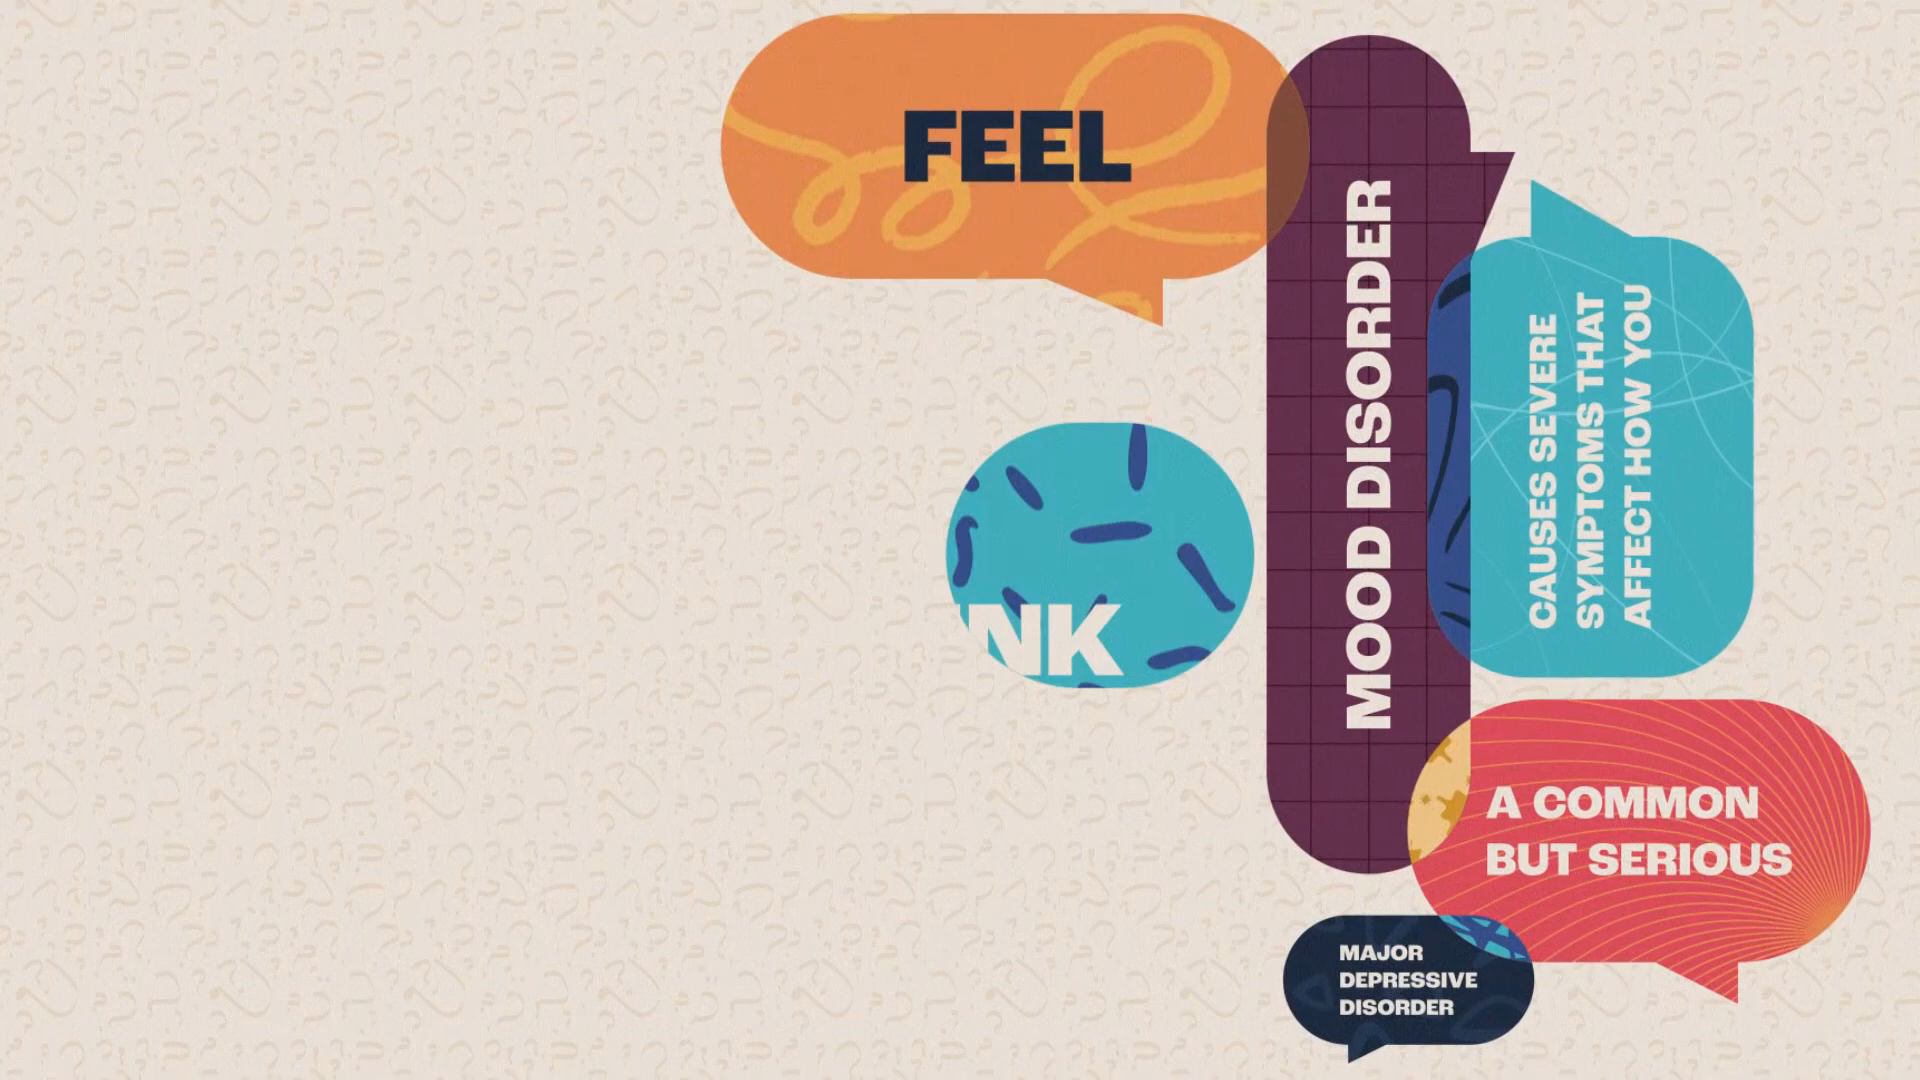 FEEL
MOOD DISORDER
CAUSES SEVERE
SYMPTOMS THAT
AFFECT HOW YOU
NK
A COMMON
BUT SERIOUS
MAJOR
DEPRESSIVE
DISORDER